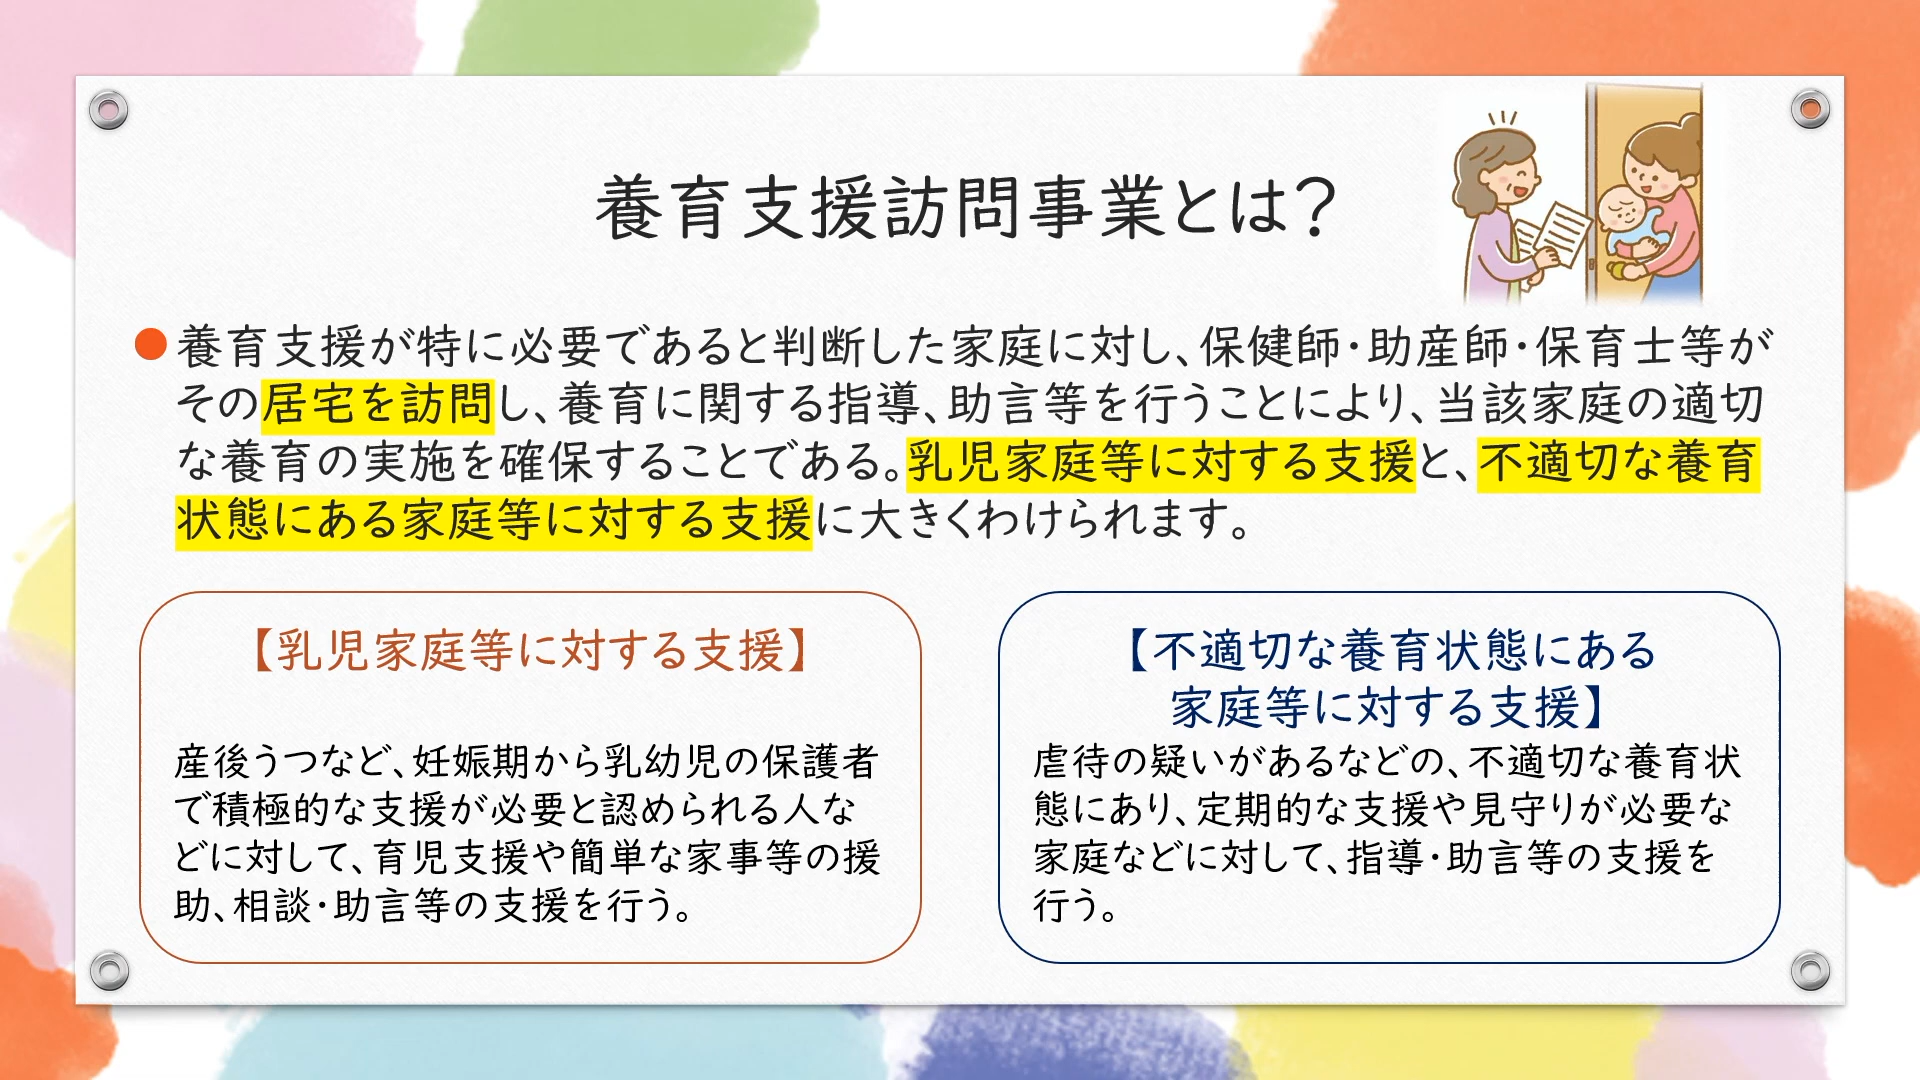 養育支援訪問事業とは？
養育支援が特に必要であると判断した家庭に対し、保健師・助産師・保育士等が
その居宅を訪問し、養育に関する指導、助言等を行うことにより、当該家庭の適切
な養育の実施を確保することである。乳児家庭等に対する支援と、不適切な養育
状態にある家庭等に対する支援に大きくわけられます。
【乳児家庭等に対する支援】
産後うつなど、妊娠期から乳幼児の保護者
で積極的な支援が必要と認められる人な
どに対して、育児支援や簡単な家事等の援
助、相談・助言等の支援を行う。
【不適切な養育状態にある
家庭等に対する支援】
虐待の疑いがあるなどの、不適切な養育状
態にあり、定期的な支援や見守りが必要な
家庭などに対して、指導・助言等の支援を
行う。